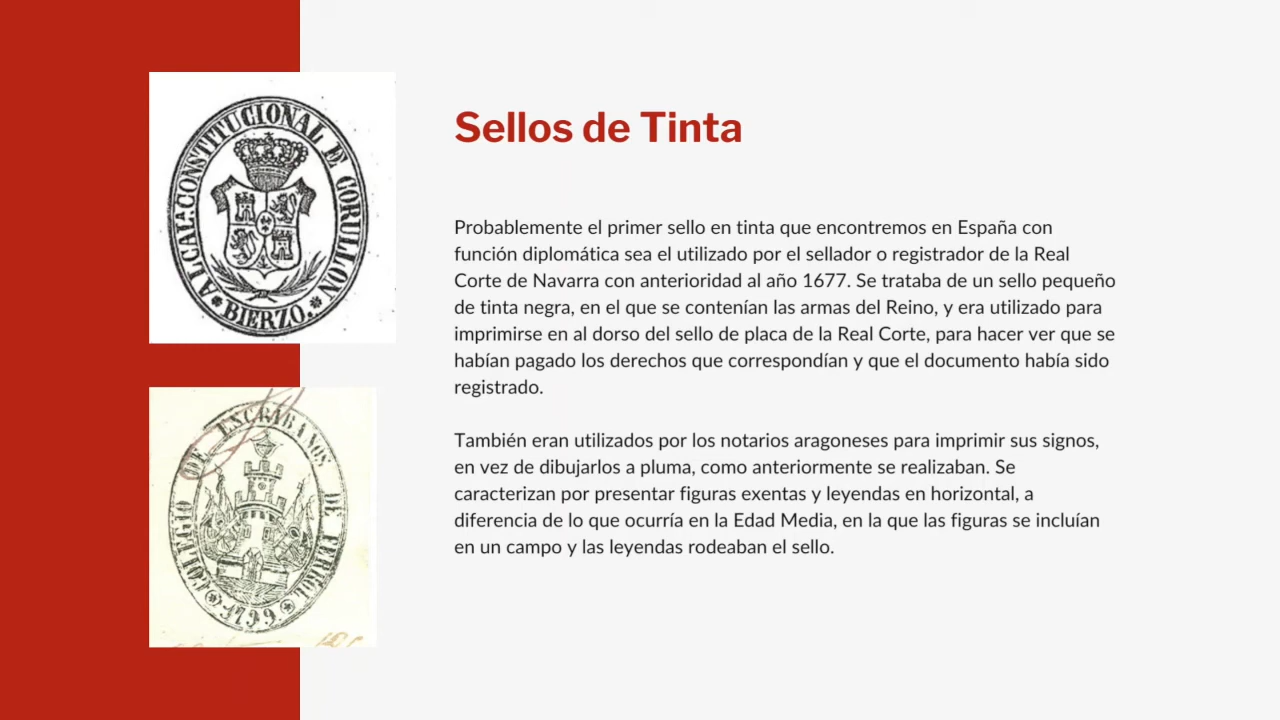 ALCAL.ª CONSTITUCIONAL D CORULLON
* BIERZO. *
COLEGIO DE ESCRIBANOS DE FERROL
1799.
Sellos de Tinta
Probablemente el primer sello en tinta que encontremos en España con
función diplomática sea el utilizado por el sellador o registrador de la Real
Corte de Navarra con anterioridad al año 1677. Se trataba de un sello pequeño
de tinta negra, en el que se contenían las armas del Reino, y era utilizado para
imprimirse en al dorso del sello de placa de la Real Corte, para hacer ver que se
habían pagado los derechos que correspondían y que el documento había sido
registrado.
También eran utilizados por los notarios aragoneses para imprimir sus signos,
en vez de dibujarlos a pluma, como anteriormente se realizaban. Se
caracterizan por presentar figuras exentas y leyendas en horizontal, a
diferencia de lo que ocurría en la Edad Media, en la que las figuras se incluían
en un campo y las leyendas rodeaban el sello.